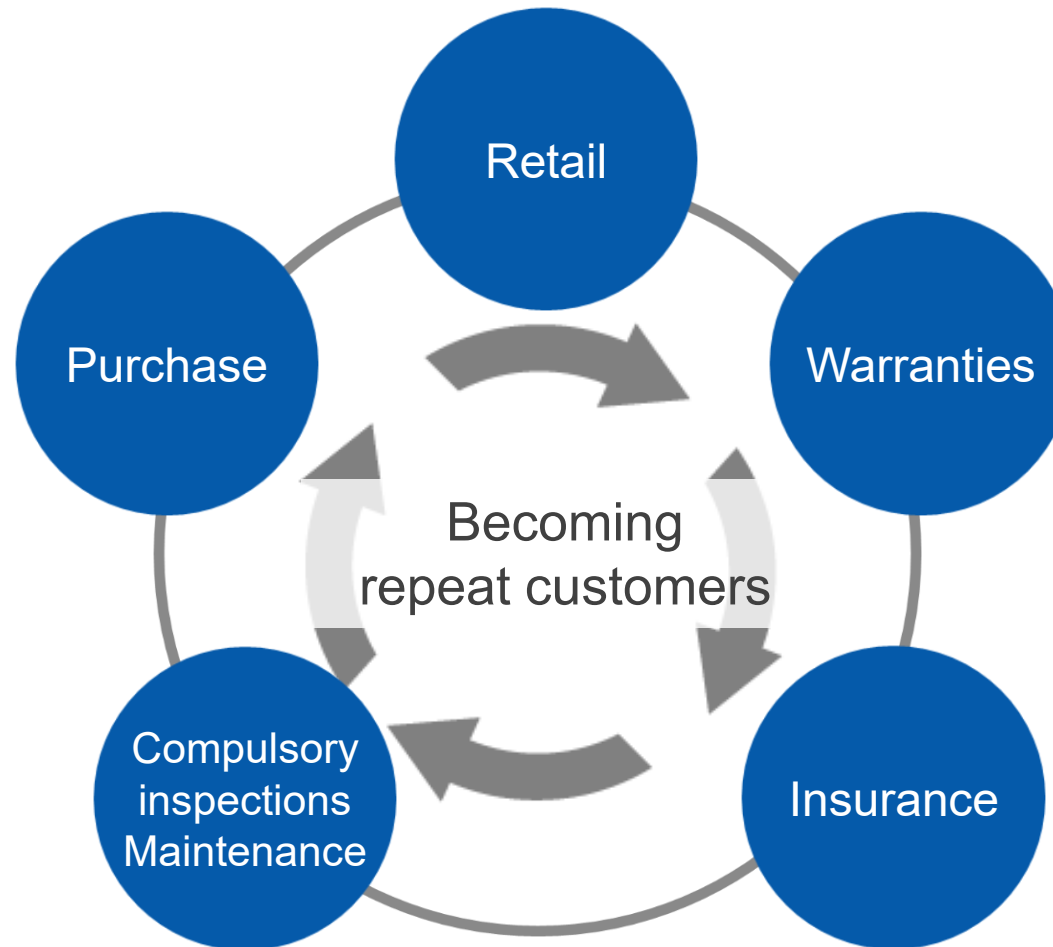 Retail
Purchase
Warranties
Becoming
repeat customers
Compulsory
inspections
Maintenance
Insurance